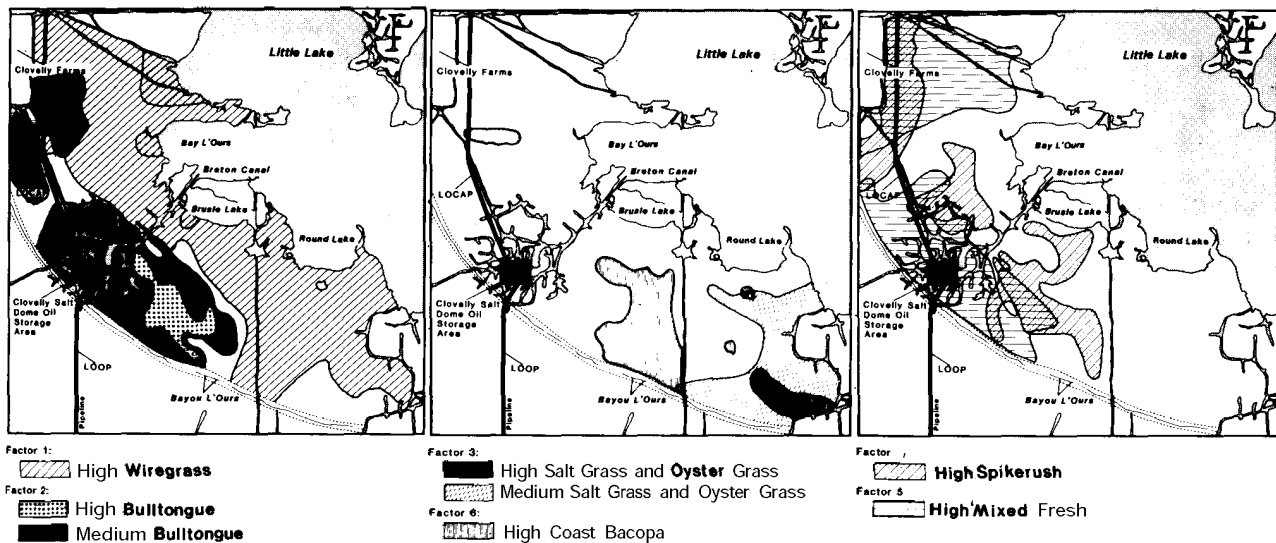 Little Lake
Clovelly Farms
Bay L'Ours
Breton Canal
Brusle Lake
Round Lake
Clovelly Salt
Dome Oil
Storage
Area
LOOP
Bayou L'Ours
Pipeline
Factor 1:
High Wiregrass
Factor 2:
High Bulltongue
Medium Bulltongue
Little Lake
Clovelly Farms
Bay L'Ours
Breton Canal
LOCAP
Brusle Lake
Round Lake
Clovelly Salt
Dome Oil
Storage
Area
LOOP
Bayou L'Ours
Pipeline
Factor 3:
High Salt Grass and Oyster Grass
Medium Salt Grass and Oyster Grass
Factor 6:
High Coast Bacopa
Little Lake
Clovelly Farms
Bay L'Ours
Breton Canal
LOCAP
Brusle Lake
Round Lake
Clovelly Salt
Dome Oil
Storage
Area
LOOP
Bayou L'Ours
Pipeline
Factor ,
High Spikerush
Factor 5
High'Mixed Fresh